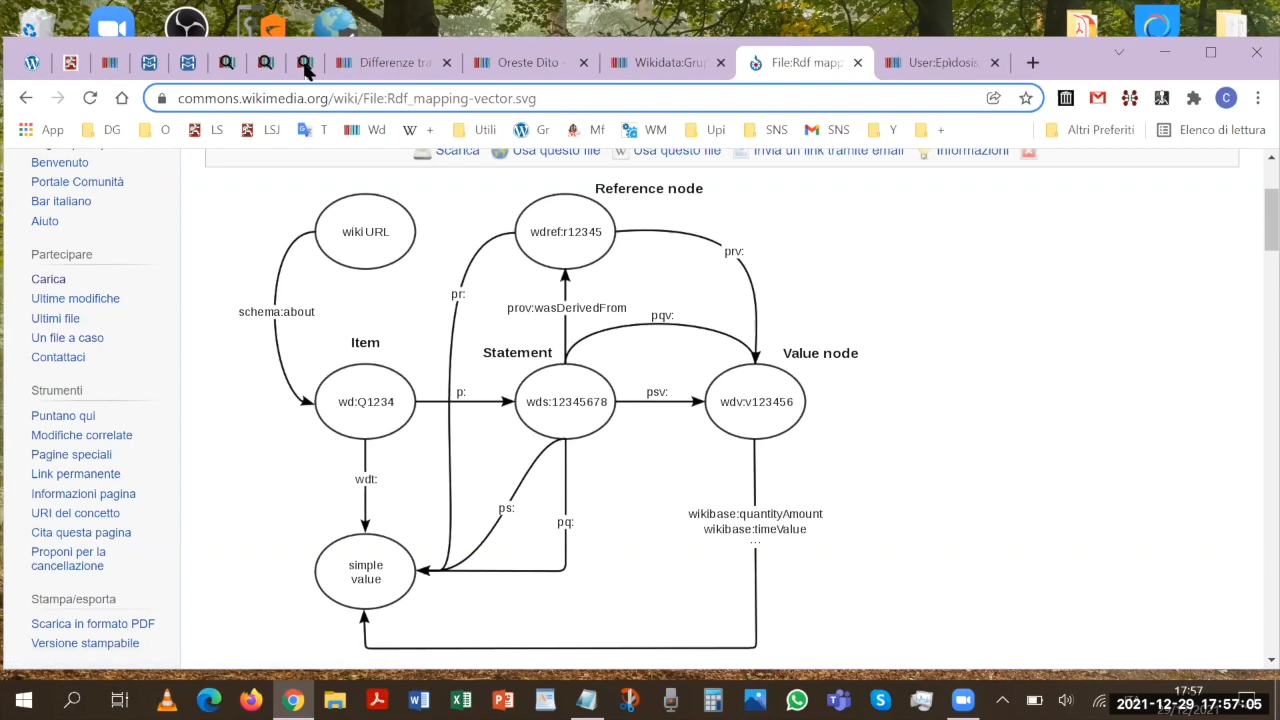 Differenze tra
Oreste Dito -
Wikidata:Gru
File:Rdf mapp
User:Epidosis
commons.wikimedia.org/wiki/File:Rdf_mapping-vector.svg
C
App
DG
O
LS
LSJ
T
Wd
+
Utili
Gr
Mf
WM
Upi
SNS
SNS
Y
+
Altri Preferiti
Elenco di lettura
Scarica
Usa questo file
Usa questo file
Invia un link tramite email
Informazioni
Benvenuto
Portale Comunità
Bar italiano
Aiuto
Partecipare
Carica
Ultime modifiche
Ultimi file
Un file a caso
Contattaci
Strumenti
Puntano qui
Modifiche correlate
Pagine speciali
Link permanente
Informazioni pagina
URI del concetto
Cita questa pagina
Proponi per la
cancellazione
Stampa/esporta
Scarica in formato PDF
Versione stampabile
Reference node
wiki URL
wdref:r12345
prv:
pr:
schema:about
prov:wasDerivedFrom
pqv:
Item
Statement
Value node
wd:Q1234
p:
wds:12345678
psv:
wdv:v123456
wdt:
ps:
pq:
wikibase:quantityAmount
wikibase:timeValue
...
simple
value
17:57
2021-12-29 17:57:05